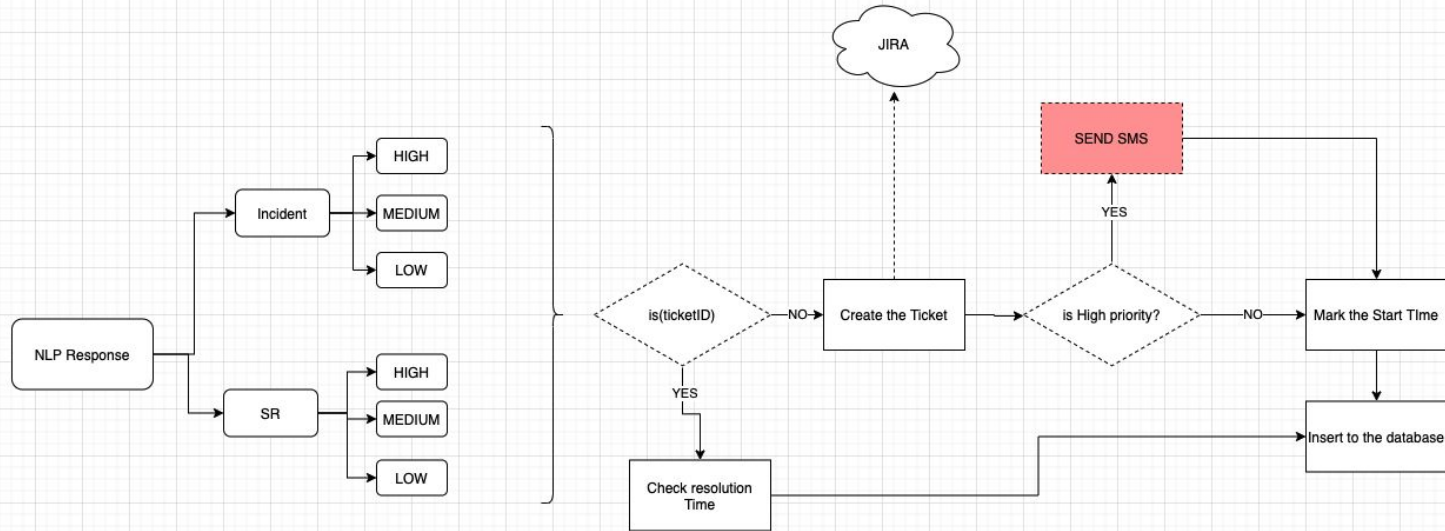 JIRA
SEND SMS
HIGH
Incident
MEDIUM
YES
LOW
is(ticketID)
NO
Create the Ticket
is High priority?
NO
Mark the Start TIme
NLP Response
HIGH
YES
SR
MEDIUM
Insert to the database
LOW
Check resolution
Time